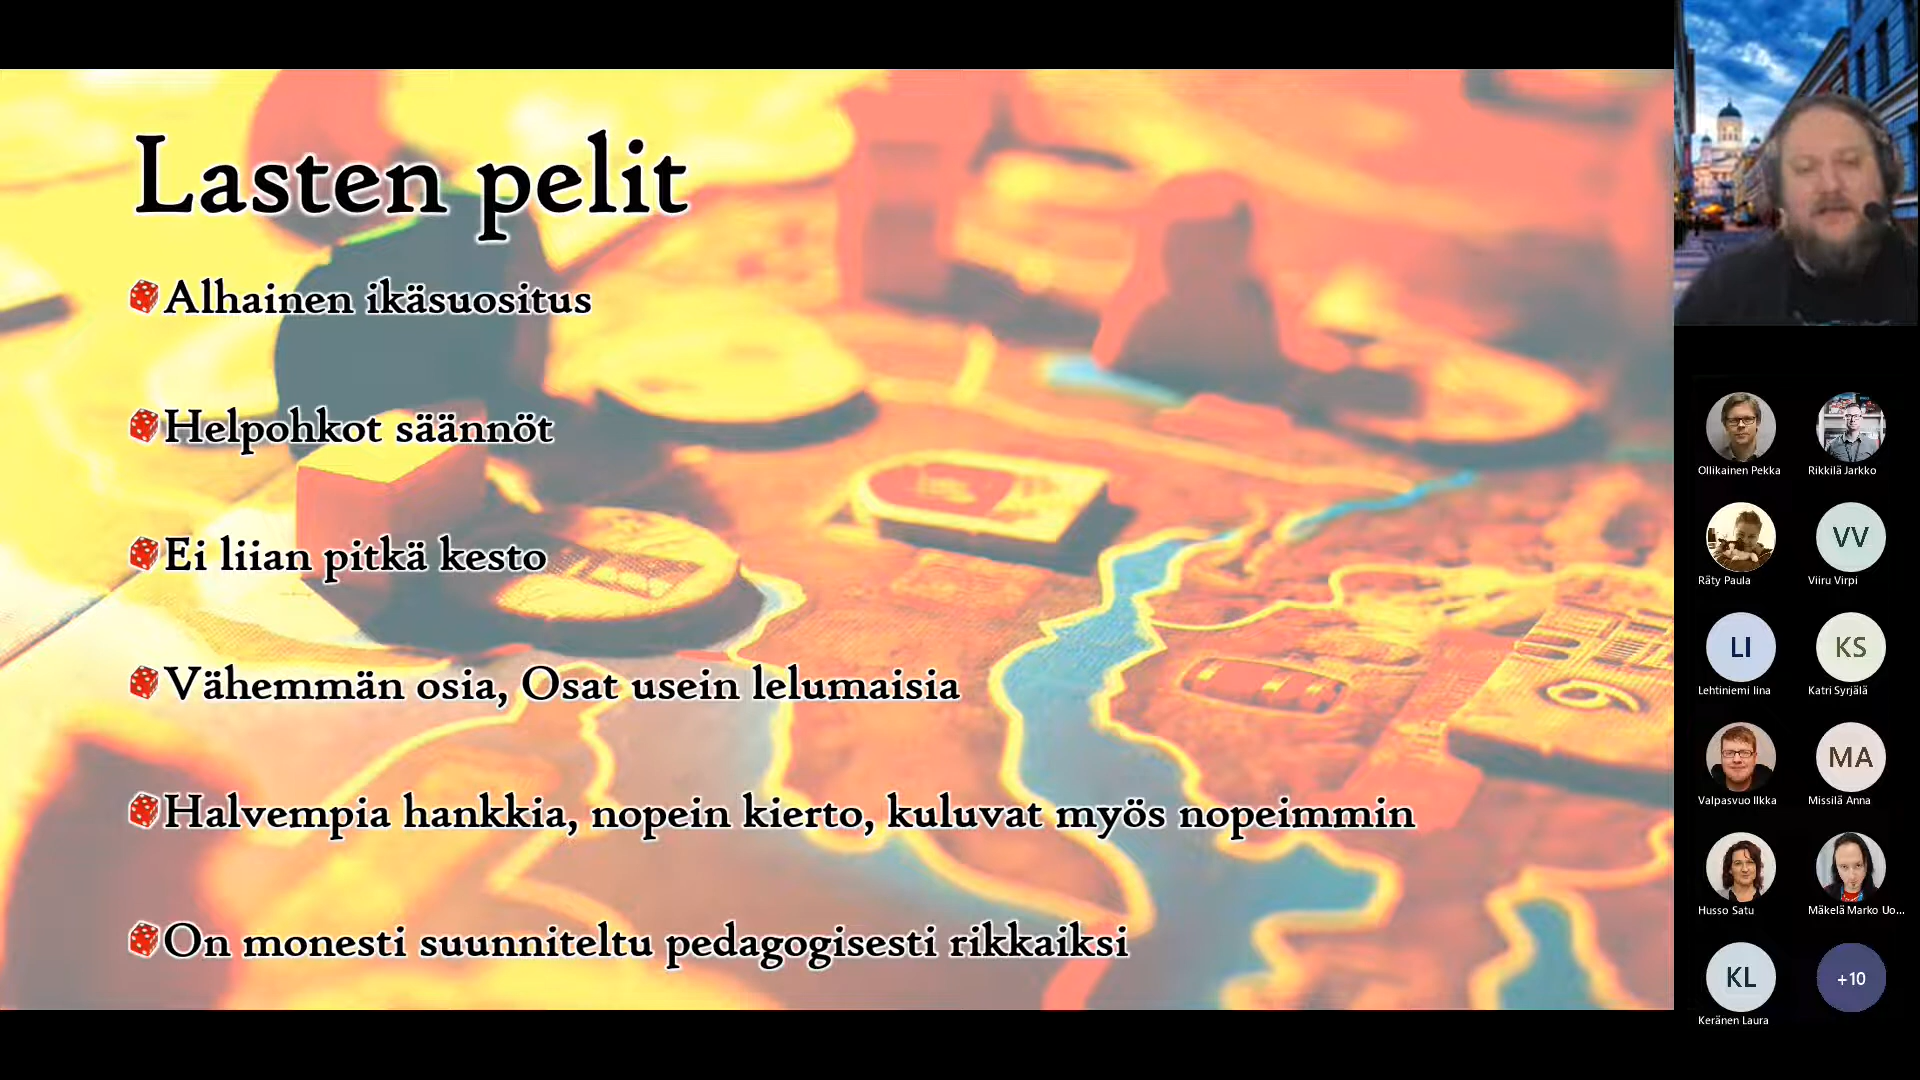 Lasten pelit
Alhainen ikäsuositus
Helpohkot säännöt
Ei liian pitkä kesto
Vähemmän osia, Osat usein lelumaisia
Halvempia hankkia, nopein kierto, kuluvat myös nopeimmin
On monesti suunniteltu pedagogisesti rikkaiksi
Ollikainen Pekka
Rikkilä Jarkko
Räty Paula
VV
Viiru Virpi
LI
Lehtiniemi Iina
KS
Katri Syrjälä
Valpasvuo Ilkka
MA
Missilä Anna
Husso Satu
Mäkelä Marko Uo...
KL
Keränen Laura
+10
6